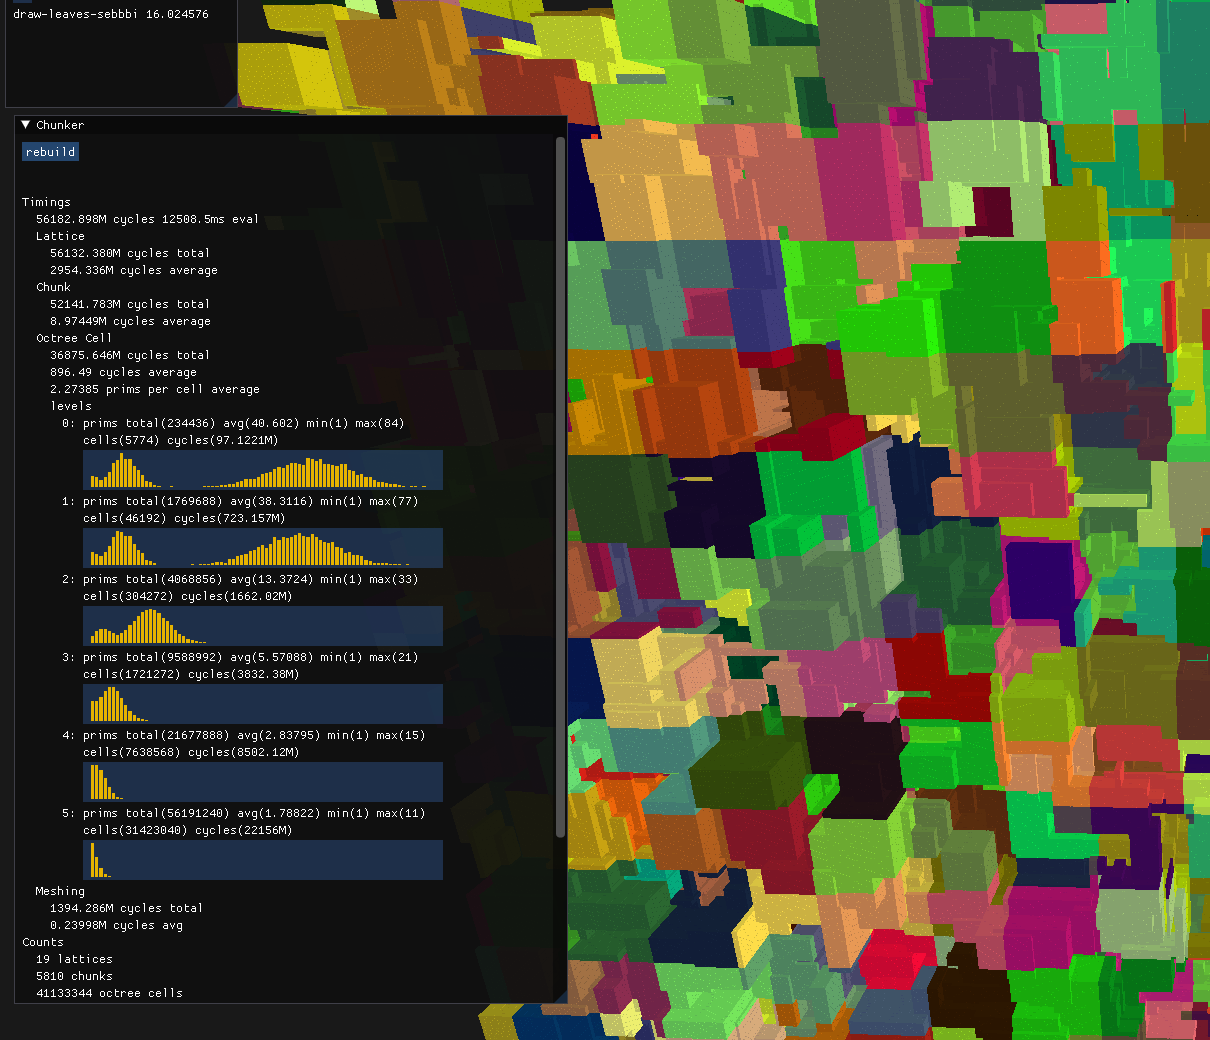 draw-leaves-sebbbi 16.024576
Chunker
rebuild
Timings
56182.898M cycles 12508.5ms eval
Lattice
56132.380M cycles total
2954.336M cycles average
Chunk
52141.783M cycles total
8.97449M cycles average
Octree Cell
36875.646M cycles total
896.49 cycles average
2.27385 prims per cell average
levels
0: prims total(234436) avg(40.602) min(1) max(84)
cells(5774) cycles(97.1221M)
1: prims total(1769688) avg(38.3116) min(1) max(77)
cells(46192) cycles(723.157M)
2: prims total(4068856) avg(13.3724) min(1) max(33)
cells(304272) cycles(1662.02M)
3: prims total(9588992) avg(5.57088) min(1) max(21)
cells(1721272) cycles(3832.38M)
4: prims total(21677888) avg(2.83795) min(1) max(15)
cells(7638568) cycles(8502.12M)
5: prims total(56191240) avg(1.78822) min(1) max(11)
cells(31423040) cycles(22156M)
Meshing
1394.286M cycles total
0.23998M cycles avg
Counts
19 lattices
5810 chunks
41133344 octree cells